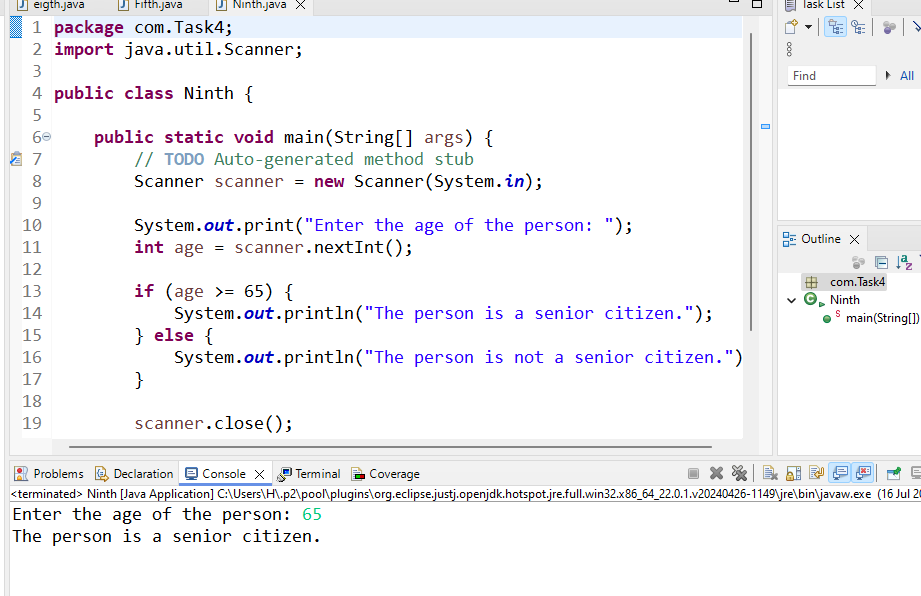 eigth.java Fifth.java Ninth.java
1 package com.Task4;
2 import java.util.Scanner;
3
4 public class Ninth {
5
6 public static void main(String[] args) {
7 // TODO Auto-generated method stub
8 Scanner scanner = new Scanner(System.in);
9
10 System.out.print("Enter the age of the person: ");
11 int age = scanner.nextInt();
12
13 if (age >= 65) {
14 System.out.println("The person is a senior citizen.");
15 } else {
16 System.out.println("The person is not a senior citizen.")
17 }
18
19 scanner.close();
Task List
Find All
Outline
com.Task4
Ninth
main(String[])
Problems Declaration Console Terminal Coverage
<terminated> Ninth [Java Application] C:\Users\H\.p2\pool\plugins\org.eclipse.justj.openjdk.hotspot.jre.full.win32.x86_64_22.0.1.v20240426-1149\jre\bin\javaw.exe (16 Jul 20
Enter the age of the person: 65
The person is a senior citizen.